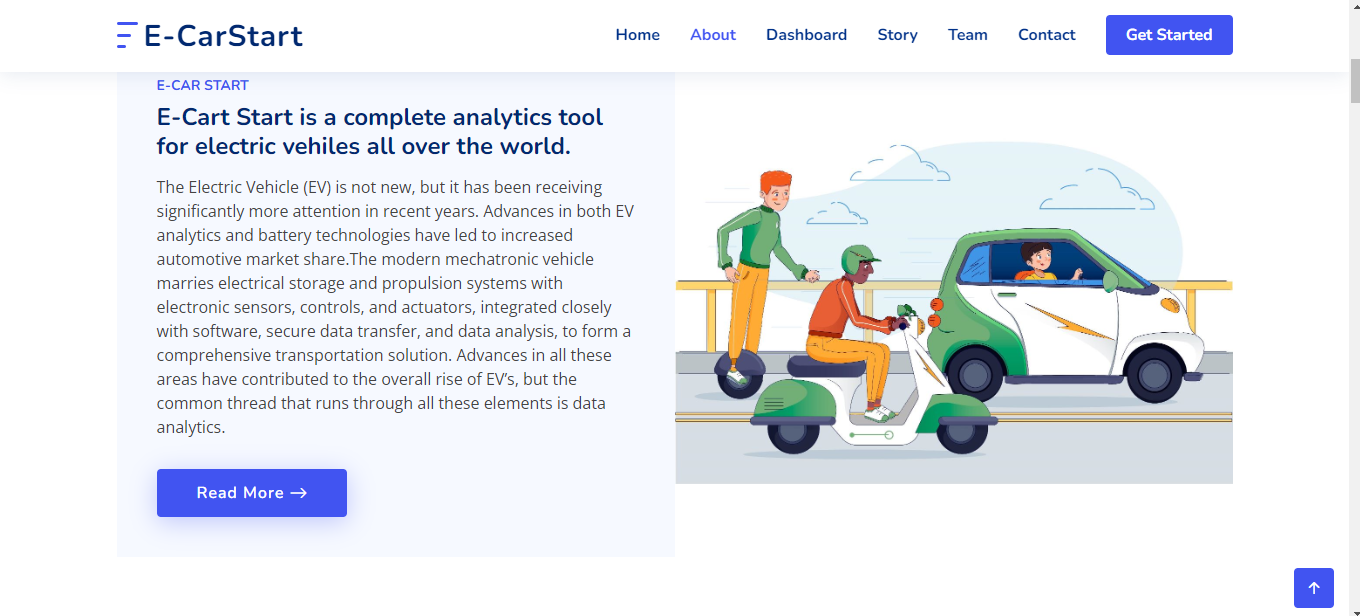 E-CarStart
Home About Dashboard Story Team Contact Get Started
E-CAR START
E-Cart Start is a complete analytics tool
for electric vehiles all over the world.
The Electric Vehicle (EV) is not new, but it has been receiving
significantly more attention in recent years. Advances in both EV
analytics and battery technologies have led to increased
automotive market share.The modern mechatronic vehicle
marries electrical storage and propulsion systems with
electronic sensors, controls, and actuators, integrated closely
with software, secure data transfer, and data analysis, to form a
comprehensive transportation solution. Advances in all these
areas have contributed to the overall rise of EV’s, but the
common thread that runs through all these elements is data
analytics.
Read More →